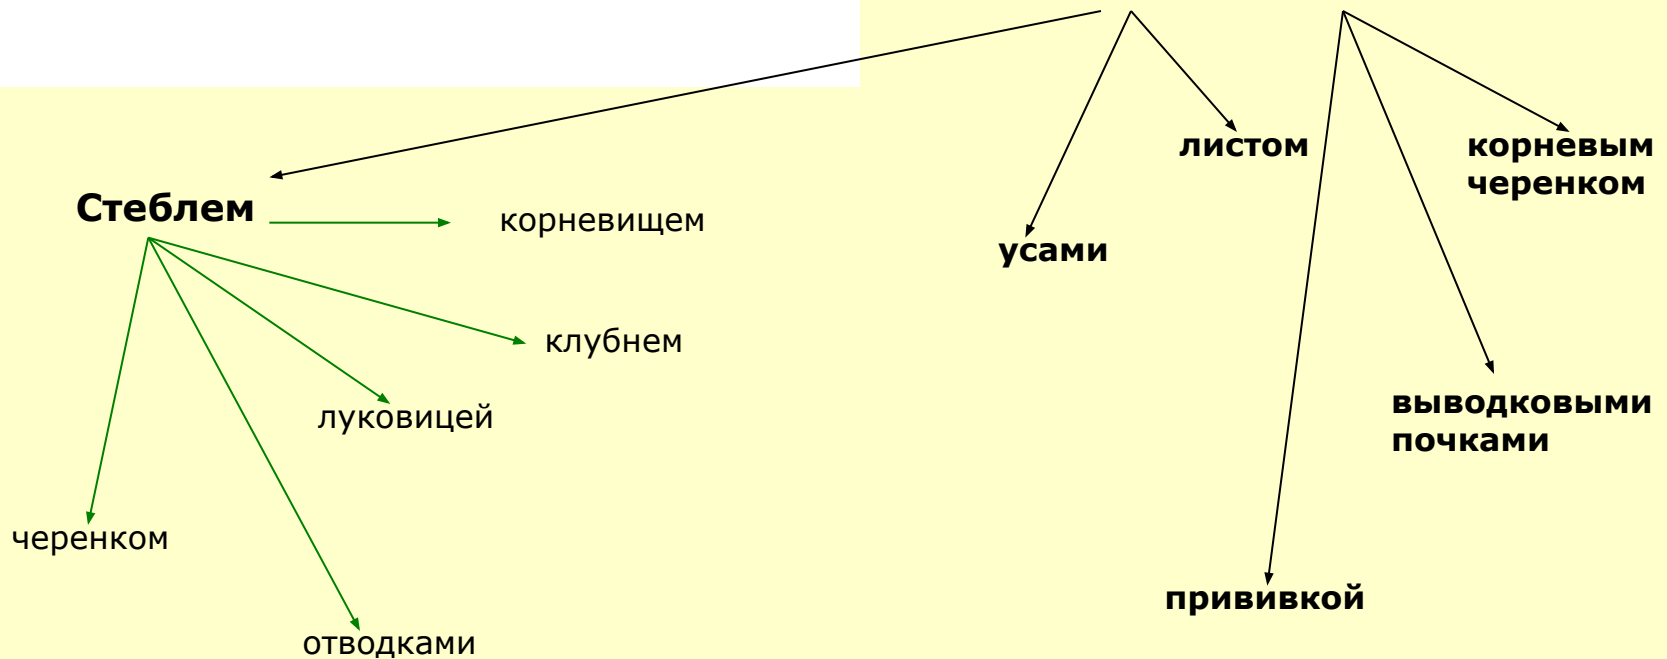 листом
корневым
черенком
Стеблем
корневищем
усами
клубнем
луковицей
выводковыми
почками
черенком
прививкой
отводками